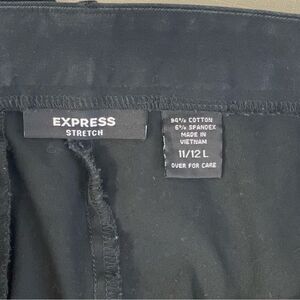 EXPRESS
STRETCH
94% COTTON
6% SPANDEX
MADE IN
VIETNAM
11/12 L
OVER FOR CARE